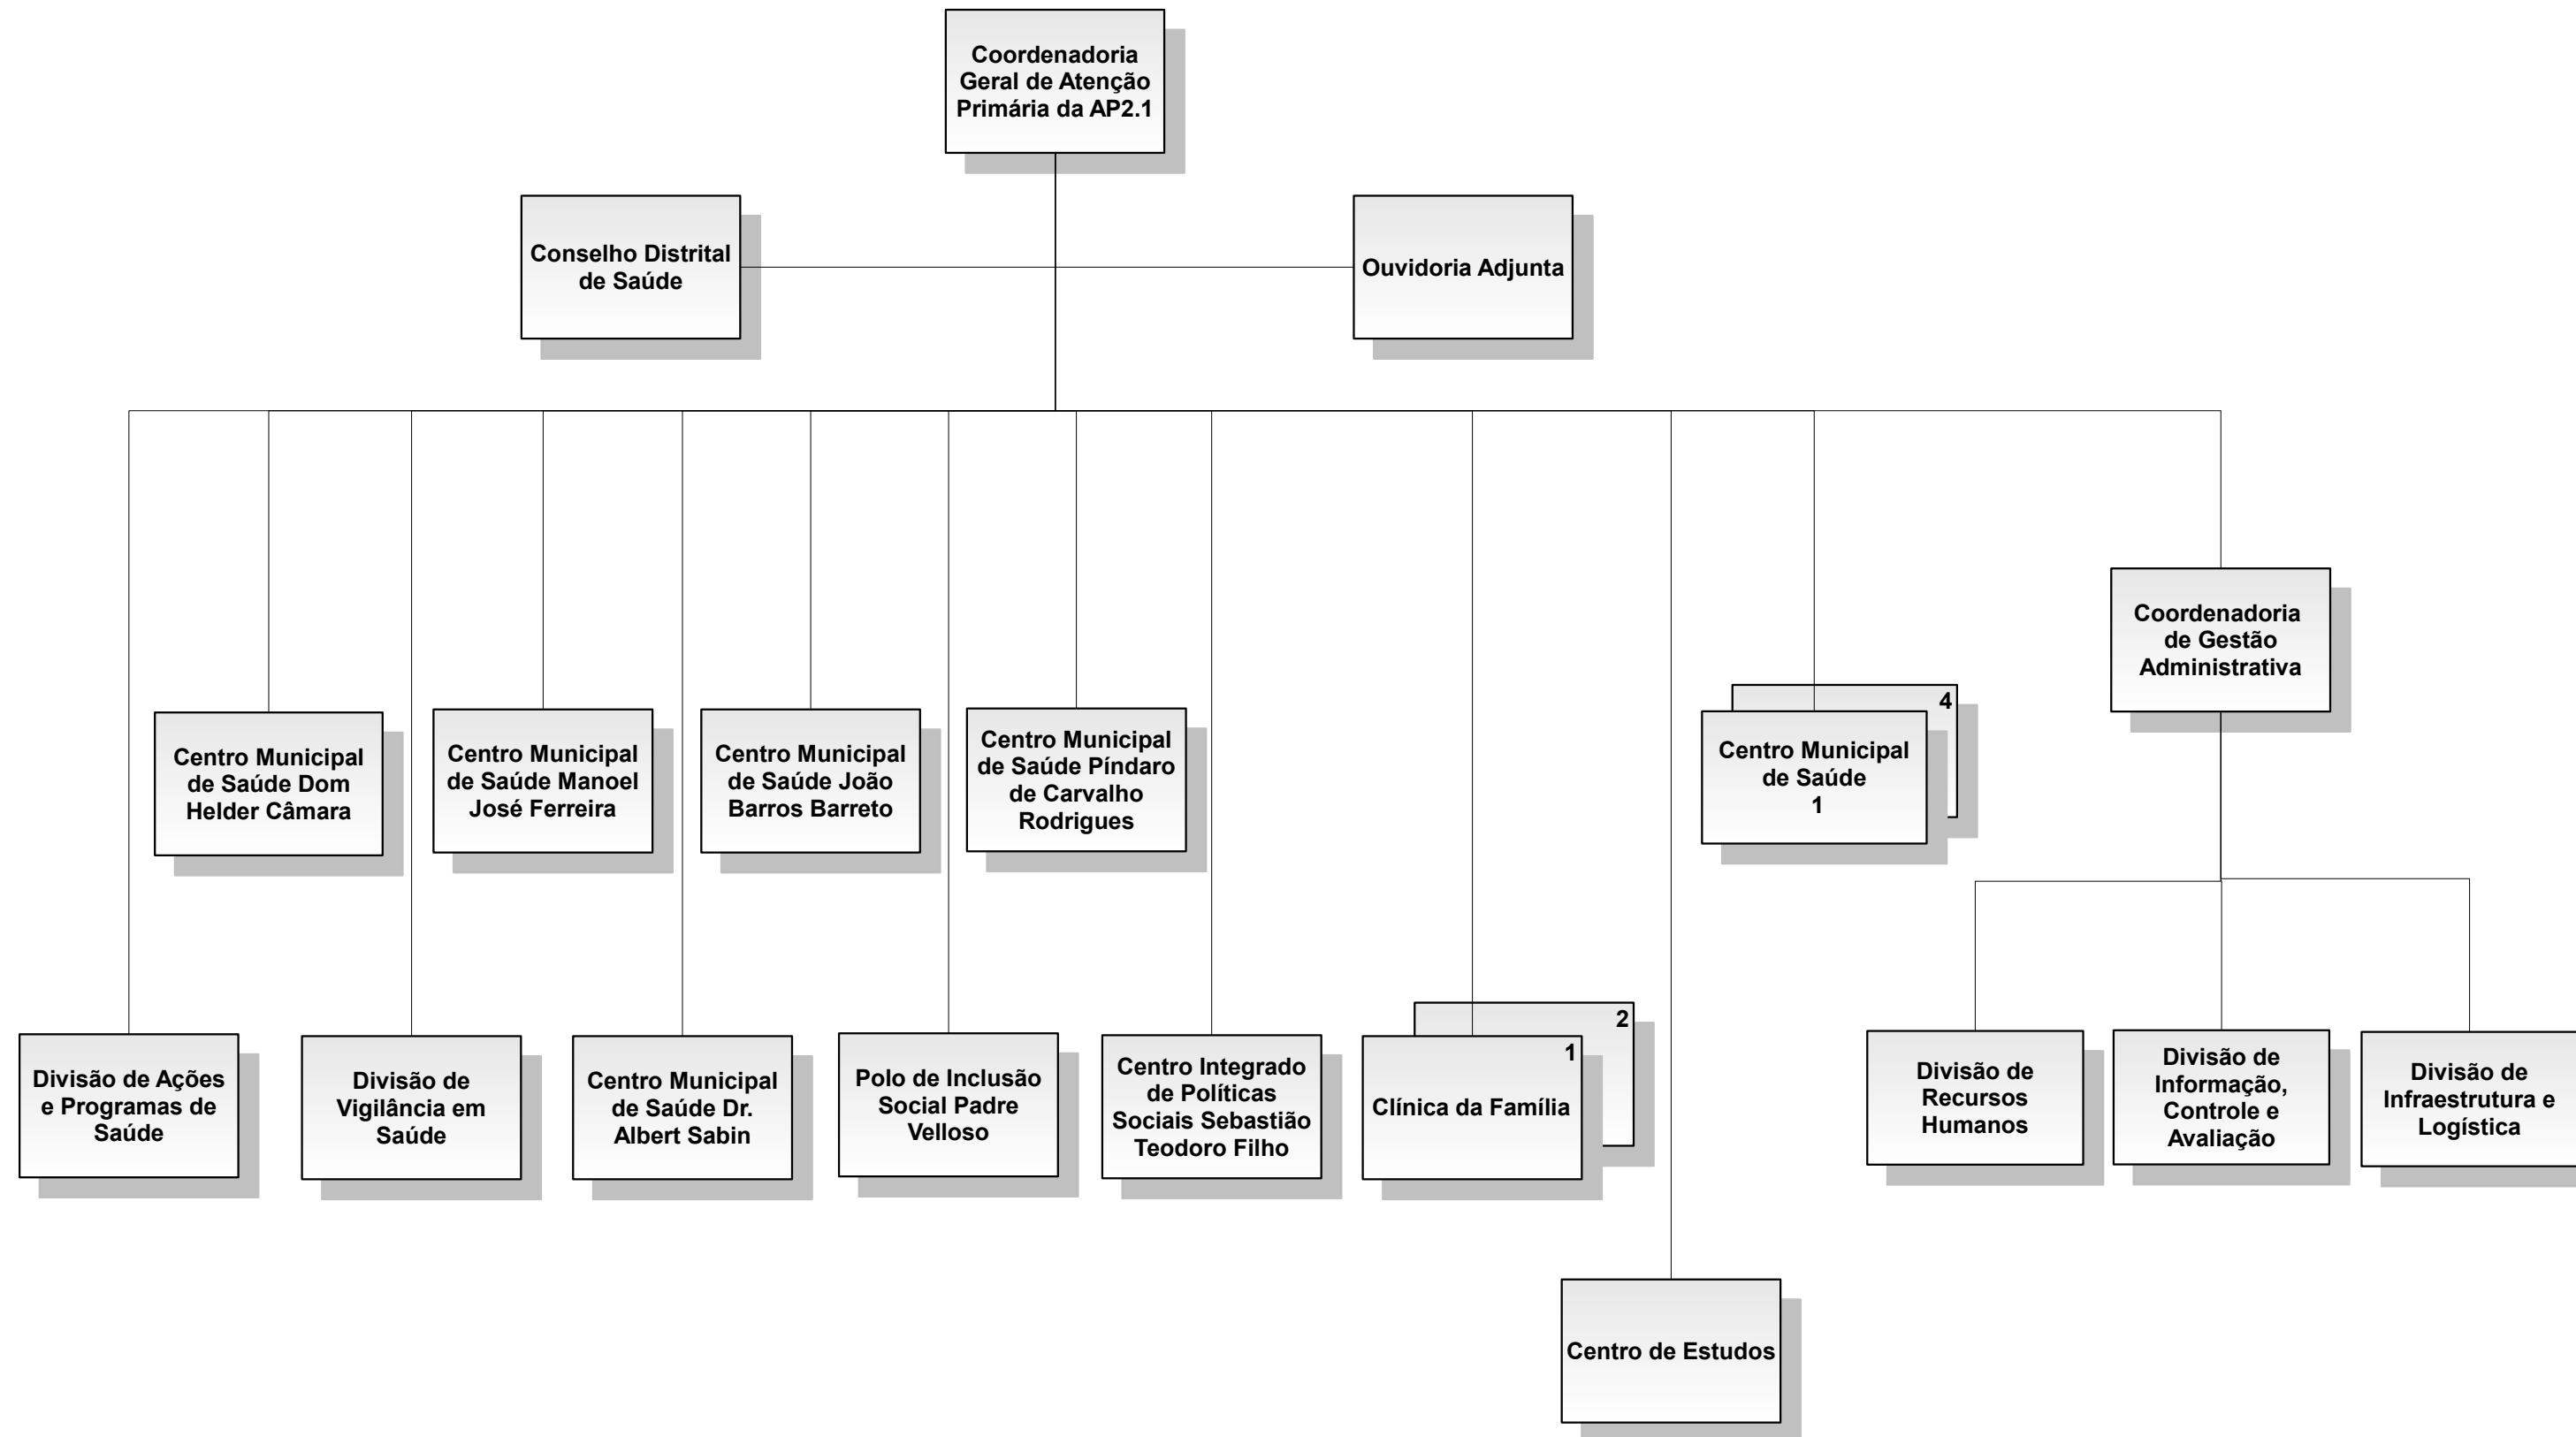 Coordenadoria
Geral de Atenção
Primária da AP2.1
Conselho Distrital
de Saúde
Ouvidoria Adjunta
Coordenadoria
de Gestão
Administrativa
Centro Municipal
de Saúde Dom
Helder Câmara
Centro Municipal
de Saúde Manoel
José Ferreira
Centro Municipal
de Saúde João
Barros Barreto
Centro Municipal
de Saúde Píndaro
de Carvalho
Rodrigues
4
Centro Municipal
de Saúde
1
Divisão de Ações
e Programas de
Saúde
Divisão de
Vigilância em
Saúde
Centro Municipal
de Saúde Dr.
Albert Sabin
Polo de Inclusão
Social Padre
Velloso
Centro Integrado
de Políticas
Sociais Sebastião
Teodoro Filho
2
1
Clínica da Família
Divisão de
Recursos
Humanos
Divisão de
Informação,
Controle e
Avaliação
Divisão de
Infraestrutura e
Logística
Centro de Estudos